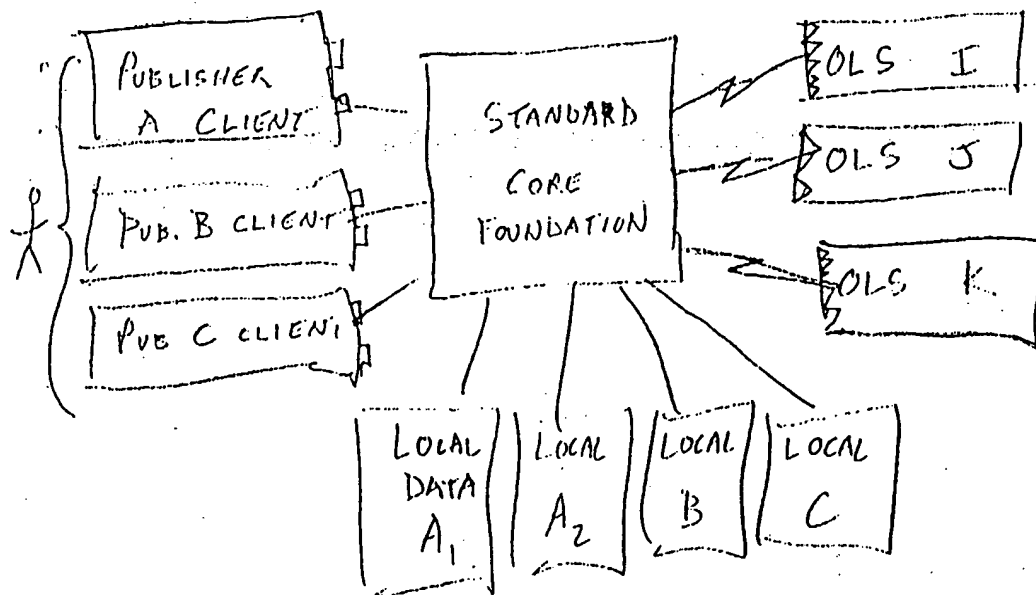 PUBLISHER
A CLIENT
PUB. B CLIENT
PUB C CLIENT
STANDARD
CORE
FOUNDATION
OLS I
OLS J
OLS K
LOCAL
DATA
A₁
LOCAL
A₂
LOCAL
B
LOCAL
C